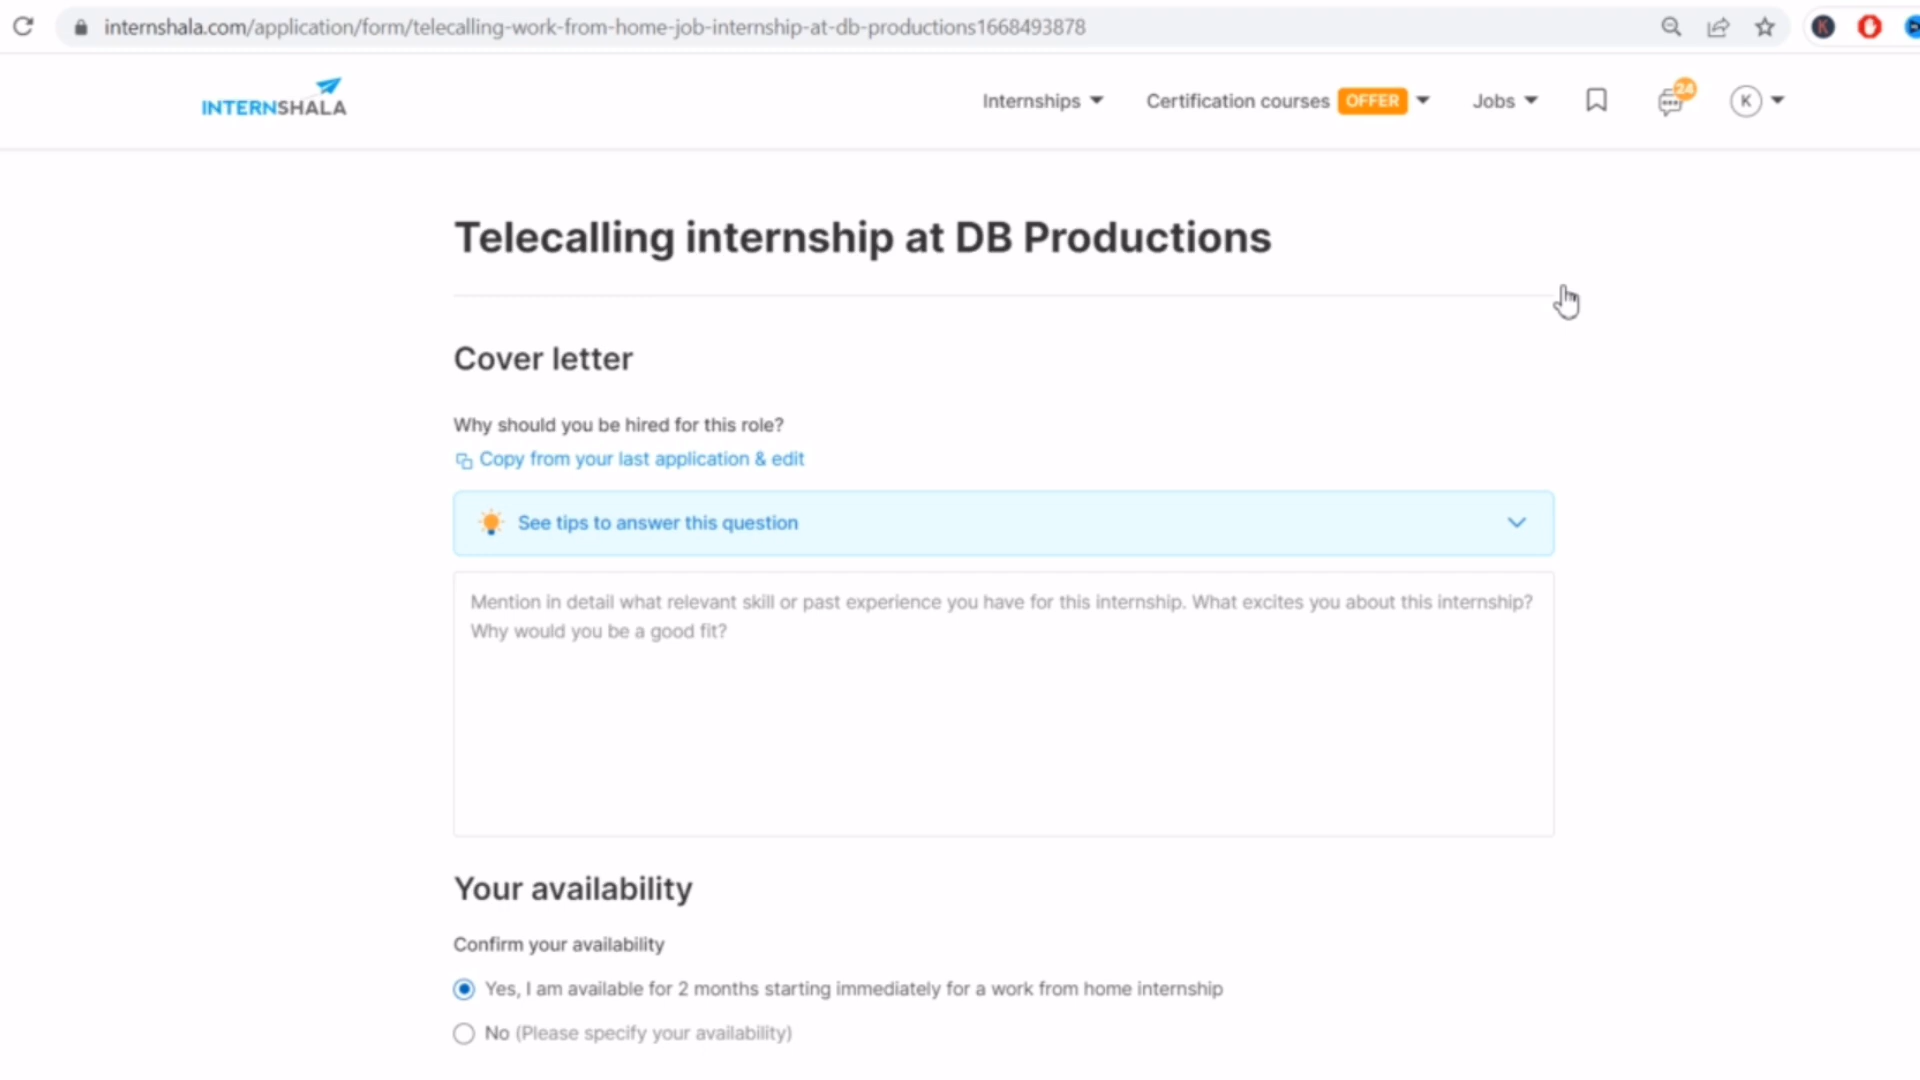 internshala.com/application/form/telecalling-work-from-home-job-internship-at-db-productions1668493878
K
INTERNSHALA
Internships
Certification courses OFFER
Jobs
24
K
Telecalling internship at DB Productions
Cover letter
Why should you be hired for this role?
Copy from your last application & edit
See tips to answer this question
Mention in detail what relevant skill or past experience you have for this internship. What excites you about this internship?
Why would you be a good fit?
Your availability
Confirm your availability
Yes, I am available for 2 months starting immediately for a work from home internship
No (Please specify your availability)